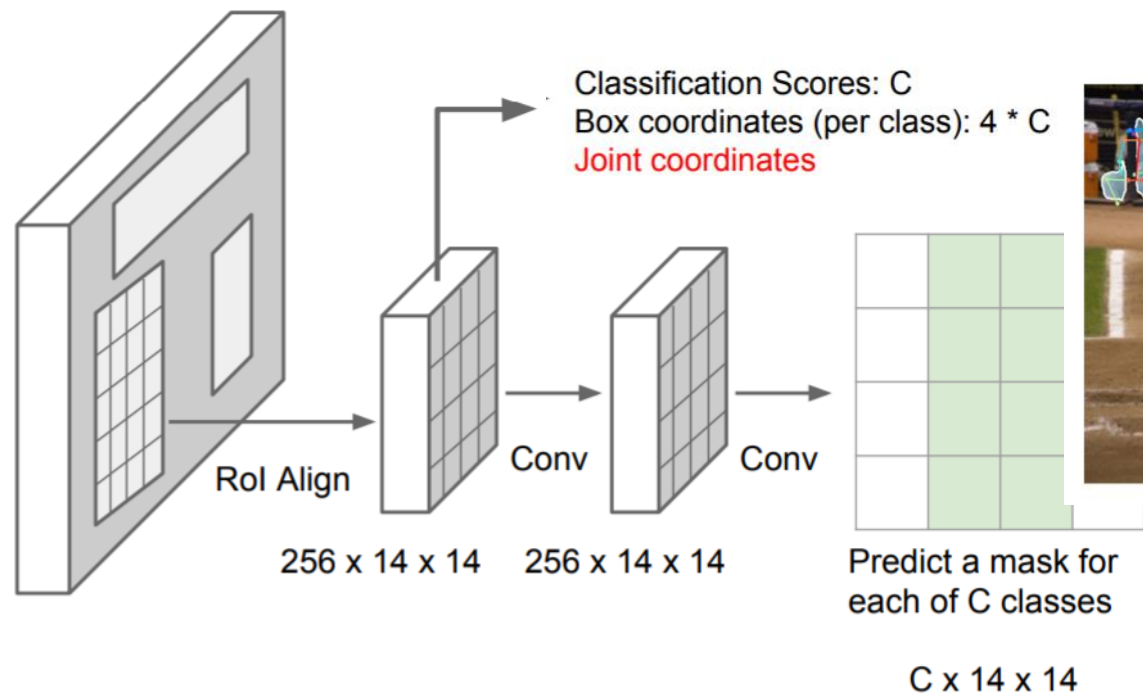 Classification Scores: C
Box coordinates (per class): 4 * C
Joint coordinates
RoI Align
Conv
Conv
256 x 14 x 14
256 x 14 x 14
Predict a mask for
each of C classes
C x 14 x 14